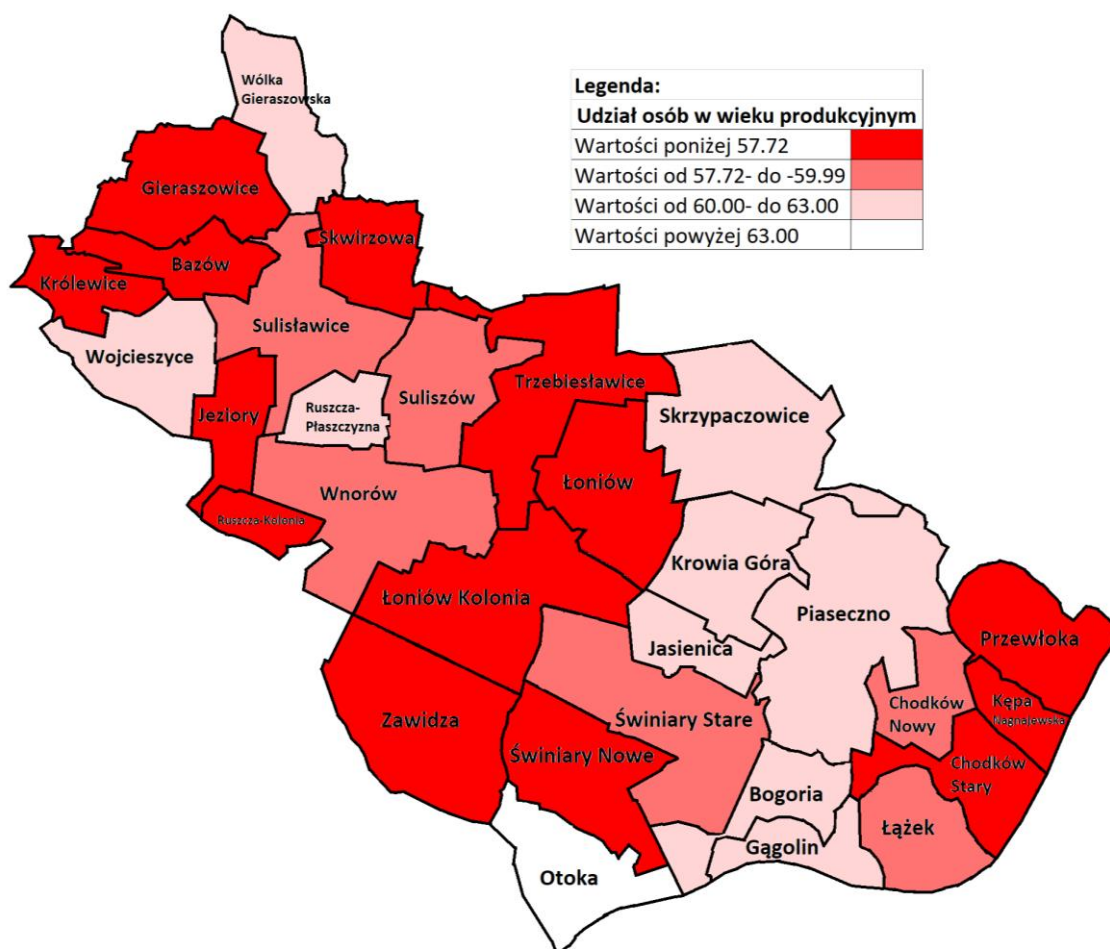 Wólka
Gieraszowska
Legenda:
Udział osób w wieku produkcyjnym
Wartości poniżej 57.72
Wartości od 57.72- do -59.99
Wartości od 60.00- do 63.00
Wartości powyżej 63.00
Gieraszowice
Skwirzowa
Bazów
Królewice
Sulisławice
Wojcieszyce
Trzebiesławice
Suliszów
Ruszcza-
Płaszczyzna
Jeziory
Skrzypaczowice
Łoniów
Wnorów
Ruszcza-Kolonia
Krowia Góra
Łoniów Kolonia
Piaseczno
Przewłoka
Jasienica
Chodków
Nowy
Kępa
Nagnajewska
Zawidza
Świniary Stare
Świniary Nowe
Chodków
Stary
Bogoria
Łążek
Gągolin
Otoka